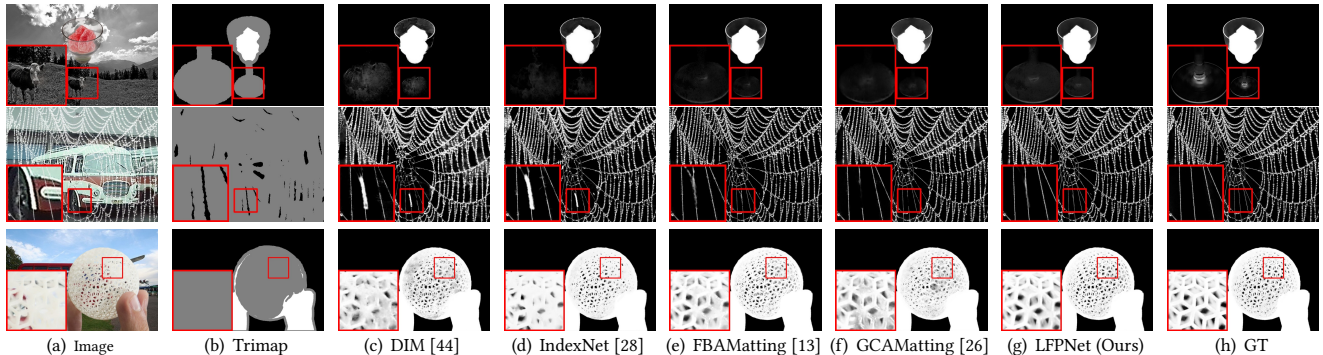 (a) Image
(b) Trimap
(c) DIM [44]
(d) IndexNet [28]
(e) FBAMatting [13]
(f) GCAMatting [26]
(g) LFPNet (Ours)
(h) GT